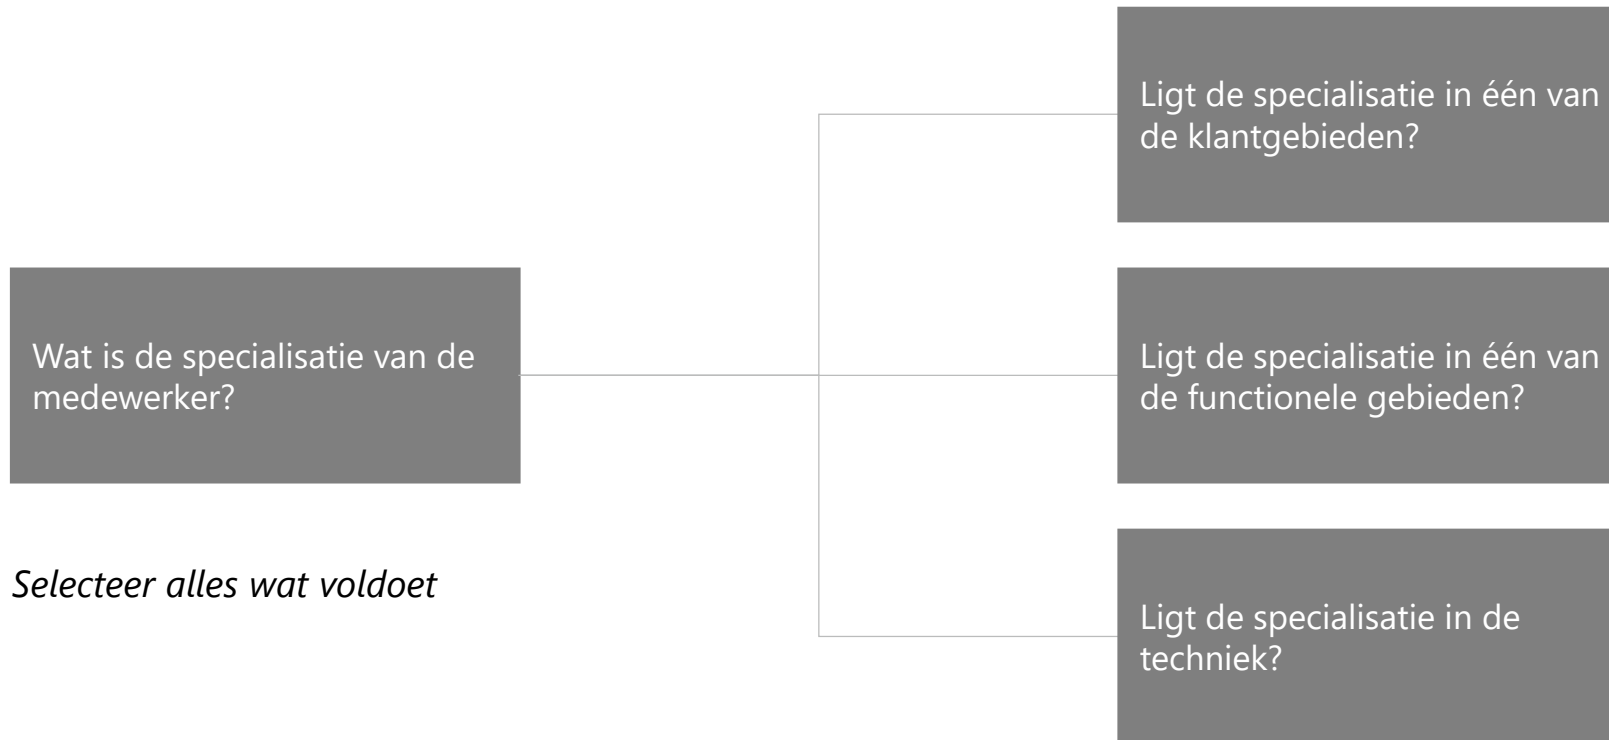 Ligt de specialisatie in één van
de klantgebieden?
Wat is de specialisatie van de
medewerker?
Ligt de specialisatie in één van
de functionele gebieden?
Selecteer alles wat voldoet
Ligt de specialisatie in de
techniek?